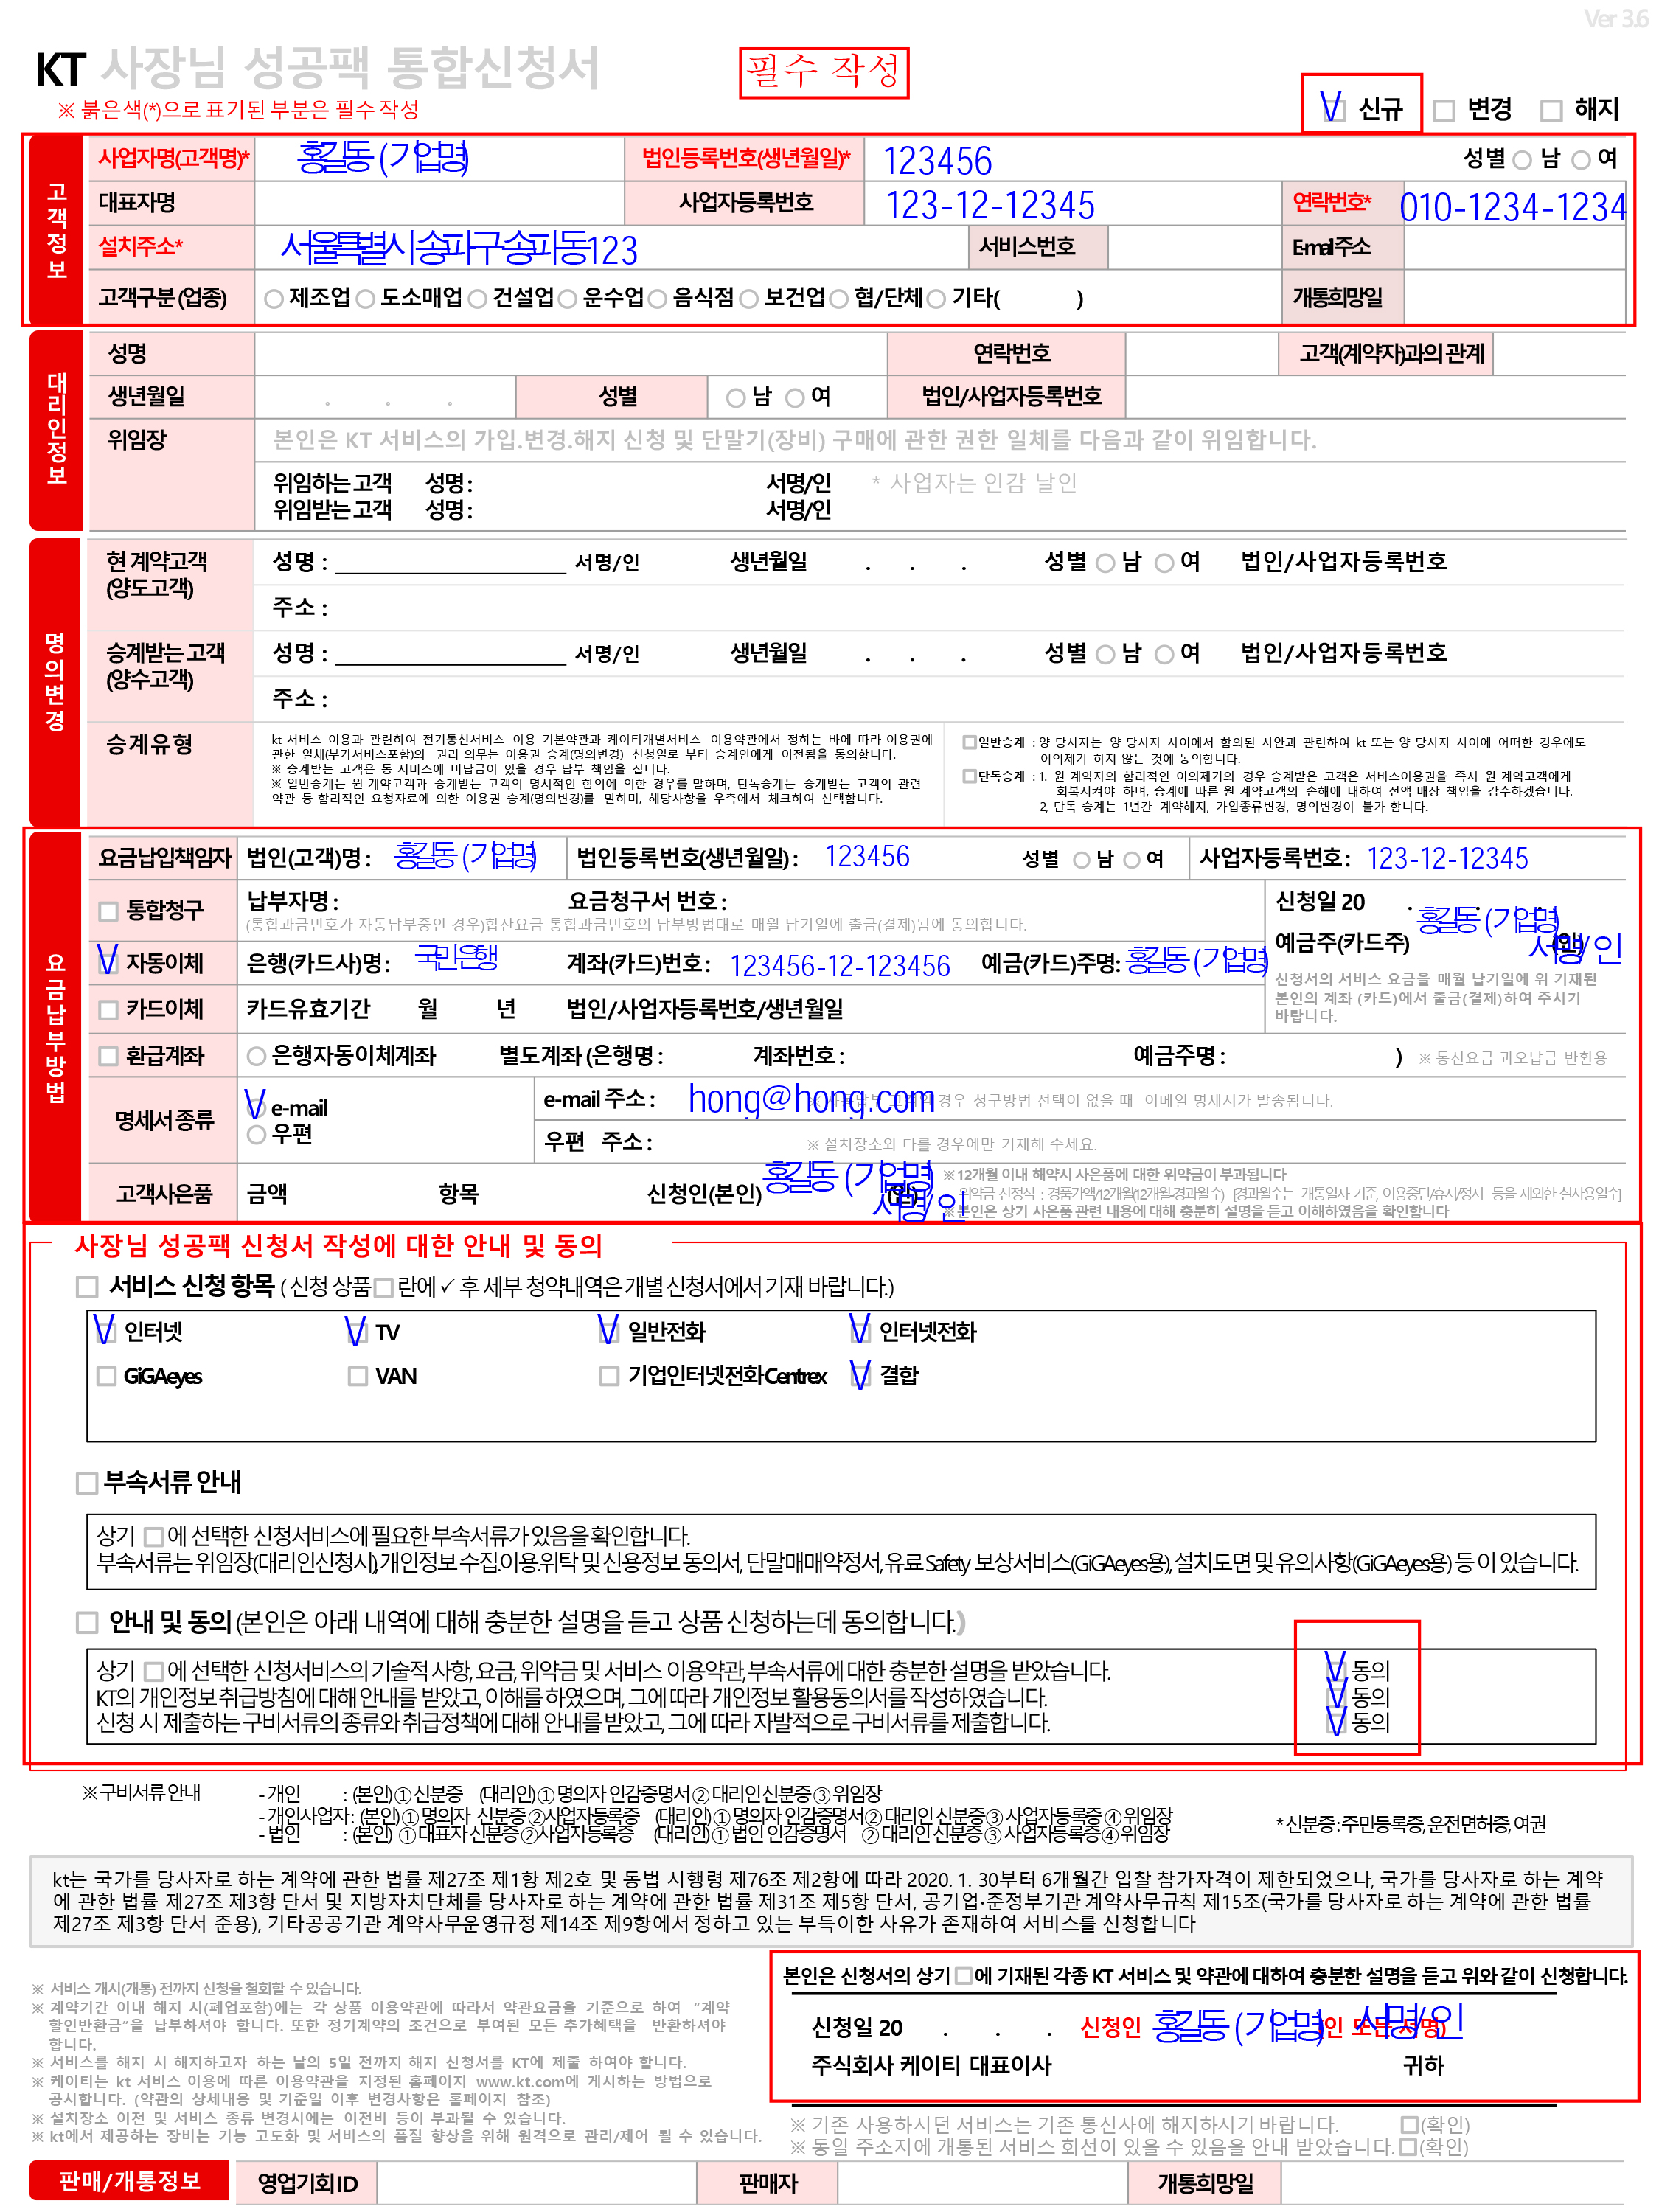 Ver 3.6
KT 사장님 성공팩 통합신청서
필수 작성
※ 붉은색(*)으로 표기된 부분은 필수 작성
V 신규 변경 해지
고객정보
사업자명(고객명)* 홍길동 (기업명) 법인등록번호(생년월일)* 123456 성별 남 여
대표자명 사업자등록번호 123-12-12345 연락번호* 010-1234-1234
설치주소* 서울특별시 송파구 송파동 123 서비스번호 E-mail주소
고객구분 (업종) 제조업 도소매업 건설업 운수업 음식점 보건업 협/단체 기타( ) 개통희망일
대리인정보
성명 연락번호 고객(계약자)과의 관계
생년월일 . . . 성별 남 여 법인/사업자등록번호
위임장 본인은 KT 서비스의 가입.변경.해지 신청 및 단말기(장비) 구매에 관한 권한 일체를 다음과 같이 위임합니다.
위임하는 고객 성명 : 서명/인 * 사업자는 인감 날인
위임받는 고객 성명 : 서명/인
명의변경
현 계약고객 (양도고객) 성명 : 서명/인 생년월일 . . . 성별 남 여 법인/사업자등록번호
주소 :
승계받는 고객 (양수고객) 성명 : 서명/인 생년월일 . . . 성별 남 여 법인/사업자등록번호
주소 :
승계유형
kt 서비스 이용과 관련하여 전기통신서비스 이용 기본약관과 케이티개별서비스 이용약관에서 정하는 바에 따라 이용권에
관한 일체(부가서비스포함)의 권리 의무는 이용권 승계(명의변경) 신청일로 부터 승계인에게 이전됨을 동의합니다.
※ 승계받는 고객은 동 서비스에 미납금이 있을 경우 납부 책임을 집니다.
※ 일반승계는 원 계약고객과 승계받는 고객의 명시적인 합의에 의한 경우를 말하며, 단독승계는 승계받는 고객의 관련
약관 등 합리적인 요청자료에 의한 이용권 승계(명의변경)를 말하며, 해당사항을 우측에서 체크하여 선택합니다.
일반승계 : 양 당사자는 양 당사자 사이에서 합의된 사안과 관련하여 kt 또는 양 당사자 사이에 어떠한 경우에도
이의제기 하지 않는 것에 동의합니다.
단독승계 : 1. 원 계약자의 합리적인 이의제기의 경우 승계받은 고객은 서비스이용권을 즉시 원 계약고객에게
회복시켜야 하며, 승계에 따른 원 계약고객의 손해에 대하여 전액 배상 책임을 감수하겠습니다.
2, 단독 승계는 1년간 계약해지, 가입종류변경, 명의변경이 불가 합니다.
요금납부방법
요금납입책임자 법인(고객)명 : 홍길동 (기업명) 법인등록번호(생년월일) : 123456 성별 남 여 사업자등록번호 : 123-12-12345
통합청구 납부자명 : 요금청구서 번호 :
(통합과금번호가 자동납부중인 경우)합산요금 통합과금번호의 납부방법대로 매월 납기일에 출금(결제)됨에 동의합니다.
신청일 20 . . .
예금주(카드주) 홍길동 (기업명) (인) 서명/인
신청서의 서비스 요금을 매월 납기일에 위 기재된
본인의 계좌 (카드)에서 출금(결제)하여 주시기
바랍니다.
V 자동이체 은행(카드사)명 : 국민은행 계좌(카드)번호 : 123456-12-123456 예금(카드)주명: 홍길동 (기업명)
카드이체 카드유효기간 월 년 법인/사업자등록번호/생년월일
환급계좌 은행자동이체계좌 별도계좌 (은행명 : 계좌번호 : 예금주명 : ) ※ 통신요금 과오납금 반환용
명세서 종류 V e-mail e-mail 주소 : hong@hong.com 경우 청구방법 선택이 없을 때 이메일 명세서가 발송됩니다.
우편 우편 주소 : ※ 설치장소와 다를 경우에만 기재해 주세요.
고객사은품 금액 항목 신청인(본인) 홍길동 (기업명) (인) 서명/인
※12개월 이내 해약시 사은품에 대한 위약금이 부과됩니다
위약금 산정식 : 경품가액/12개월(12개월-경과월수) [경과월수는 개통일자 기준, 이용중단/휴지/정지 등을 제외한 실사용일수]
※본인은 상기 사은품 관련 내용에 대해 충분히 설명을 듣고 이해하였음을 확인합니다
사장님 성공팩 신청서 작성에 대한 안내 및 동의
서비스 신청 항목 ( 신청 상품 란에 ✓ 후 세부 청약내역은 개별 신청서에서 기재 바랍니다.)
V 인터넷 V TV V 일반전화 V 인터넷전화
GiGAeyes VAN 기업인터넷전화Centrex V 결합
부속서류 안내
상기 에 선택한 신청서비스에 필요한 부속서류가 있음을 확인합니다.
부속서류는 위임장(대리인신청시),개인정보 수집.이용.위탁 및 신용정보 동의서, 단말매매약정서, 유료 Safety 보상서비스(GiGAeyes용), 설치도면 및 유의사항(GiGAeyes용) 등 이 있습니다.
안내 및 동의 (본인은 아래 내역에 대해 충분한 설명을 듣고 상품 신청하는데 동의합니다.)
상기 에 선택한 신청서비스의 기술적 사항, 요금, 위약금 및 서비스 이용약관, 부속서류에 대한 충분한 설명을 받았습니다. V 동의
KT의 개인정보 취급방침에 대해 안내를 받았고, 이해를 하였으며, 그에 따라 개인정보 활용동의서를 작성하였습니다. V 동의
신청 시 제출하는 구비서류의 종류와 취급정책에 대해 안내를 받았고, 그에 따라 자발적으로 구비서류를 제출합니다. V 동의
※ 구비서류 안내 - 개인 : (본인) ① 신분증 (대리인) ① 명의자 인감증명서 ② 대리인 신분증 ③ 위임장
- 개인사업자 : (본인) ① 명의자 신분증 ②사업자등록증 (대리인) ① 명의자 인감증명서 ② 대리인 신분증 ③ 사업자등록증 ④ 위임장
- 법인 : (본인) ① 대표자 신분증 ②사업자등록증 (대리인) ① 법인 인감증명서 ② 대리인 신분증 ③ 사업자등록증 ④ 위임장
* 신분증 : 주민등록증, 운전면허증, 여권
kt는 국가를 당사자로 하는 계약에 관한 법률 제27조 제1항 제2호 및 동법 시행령 제76조 제2항에 따라 2020. 1. 30부터 6개월간 입찰 참가자격이 제한되었으나, 국가를 당사자로 하는 계약
에 관한 법률 제27조 제3항 단서 및 지방자치단체를 당사자로 하는 계약에 관한 법률 제31조 제5항 단서, 공기업·준정부기관 계약사무규칙 제15조(국가를 당사자로 하는 계약에 관한 법률
제27조 제3항 단서 준용), 기타공공기관 계약사무운영규정 제14조 제9항에서 정하고 있는 부득이한 사유가 존재하여 서비스를 신청합니다
※ 서비스 개시(개통) 전까지 신청을 철회할 수 있습니다.
※ 계약기간 이내 해지 시(폐업포함)에는 각 상품 이용약관에 따라서 약관요금을 기준으로 하여 “계약
할인반환금”을 납부하셔야 합니다. 또한 정기계약의 조건으로 부여된 모든 추가혜택을 반환하셔야
합니다.
※ 서비스를 해지 시 해지하고자 하는 날의 5일 전까지 해지 신청서를 KT에 제출 하여야 합니다.
※ 케이티는 kt 서비스 이용에 따른 이용약관을 지정된 홈페이지 www.kt.com에 게시하는 방법으로
공시합니다. (약관의 상세내용 및 기준일 이후 변경사항은 홈페이지 참조)
※ 설치장소 이전 및 서비스 종류 변경시에는 이전비 등이 부과될 수 있습니다.
※ kt에서 제공하는 장비는 기능 고도화 및 서비스의 품질 향상을 위해 원격으로 관리/제어 될 수 있습니다.
본인은 신청서의 상기 에 기재된 각종 KT 서비스 및 약관에 대하여 충분한 설명을 듣고 위와 같이 신청합니다.
신청일 20 . . . 신청인 홍길동 (기업명) (인 또는 서명) 서명/인
주식회사 케이티 대표이사 귀하
※ 기존 사용하시던 서비스는 기존 통신사에 해지하시기 바랍니다. (확인)
※ 동일 주소지에 개통된 서비스 회선이 있을 수 있음을 안내 받았습니다. (확인)
판매/개통정보 영업기회ID 판매자 개통희망일